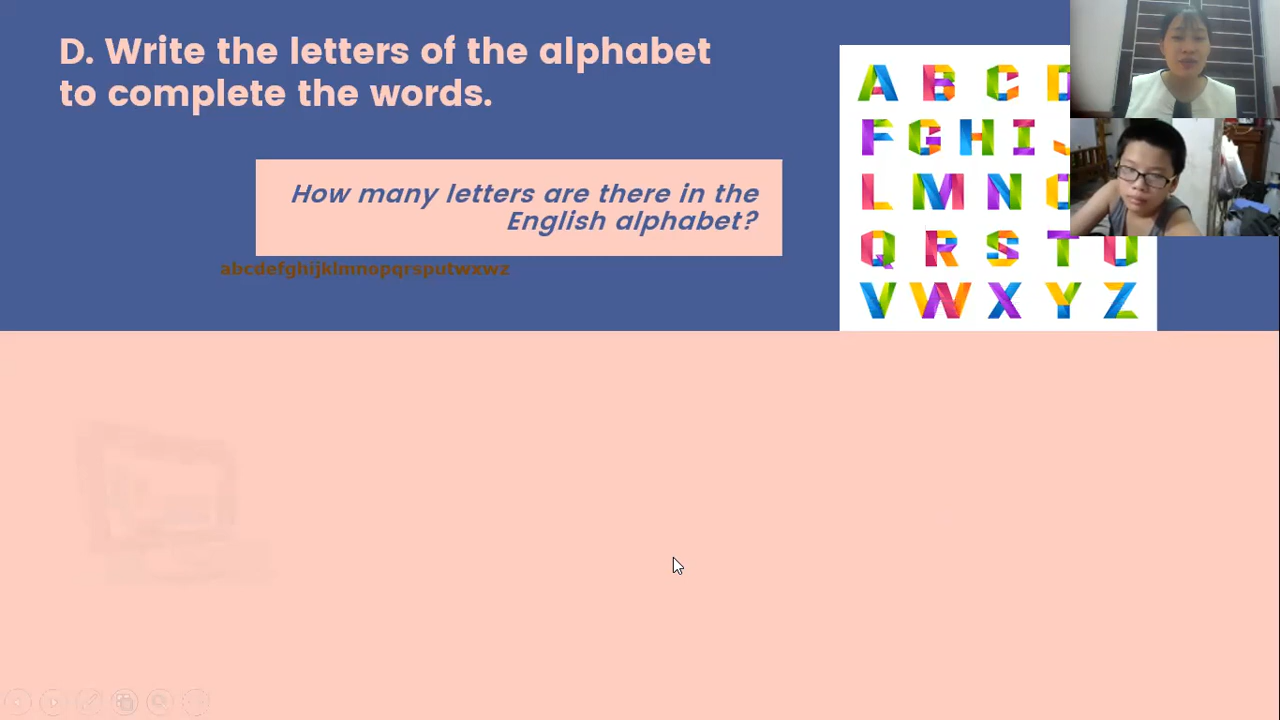 D. Write the letters of the alphabet
to complete the words.
How many letters are there in the
English alphabet?
abcdefghijklmnopqrsputwxwz
A B C D
F G H I J
L M N O
Q R S T U
V W X Y Z